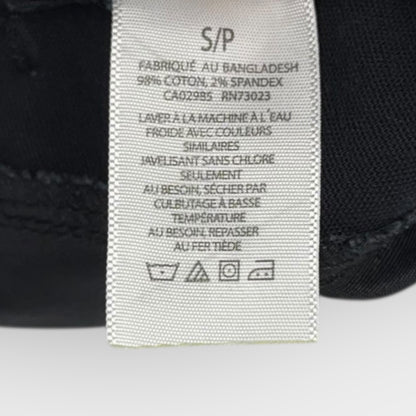 S/P
FABRIQUÉ AU BANGLADESH
98% COTON, 2% SPANDEX
CA02985 RN73023
LAVER À LA MACHINE À L'EAU
FROIDE AVEC COULEURS
SIMILAIRES
JAVELISANT SANS CHLORE
SEULEMENT
AU BESOIN, SÉCHER PAR
CULBUTAGE À BASSE
TEMPÉRATURE
AU BESOIN, REPASSER
AU FER TIÈDE